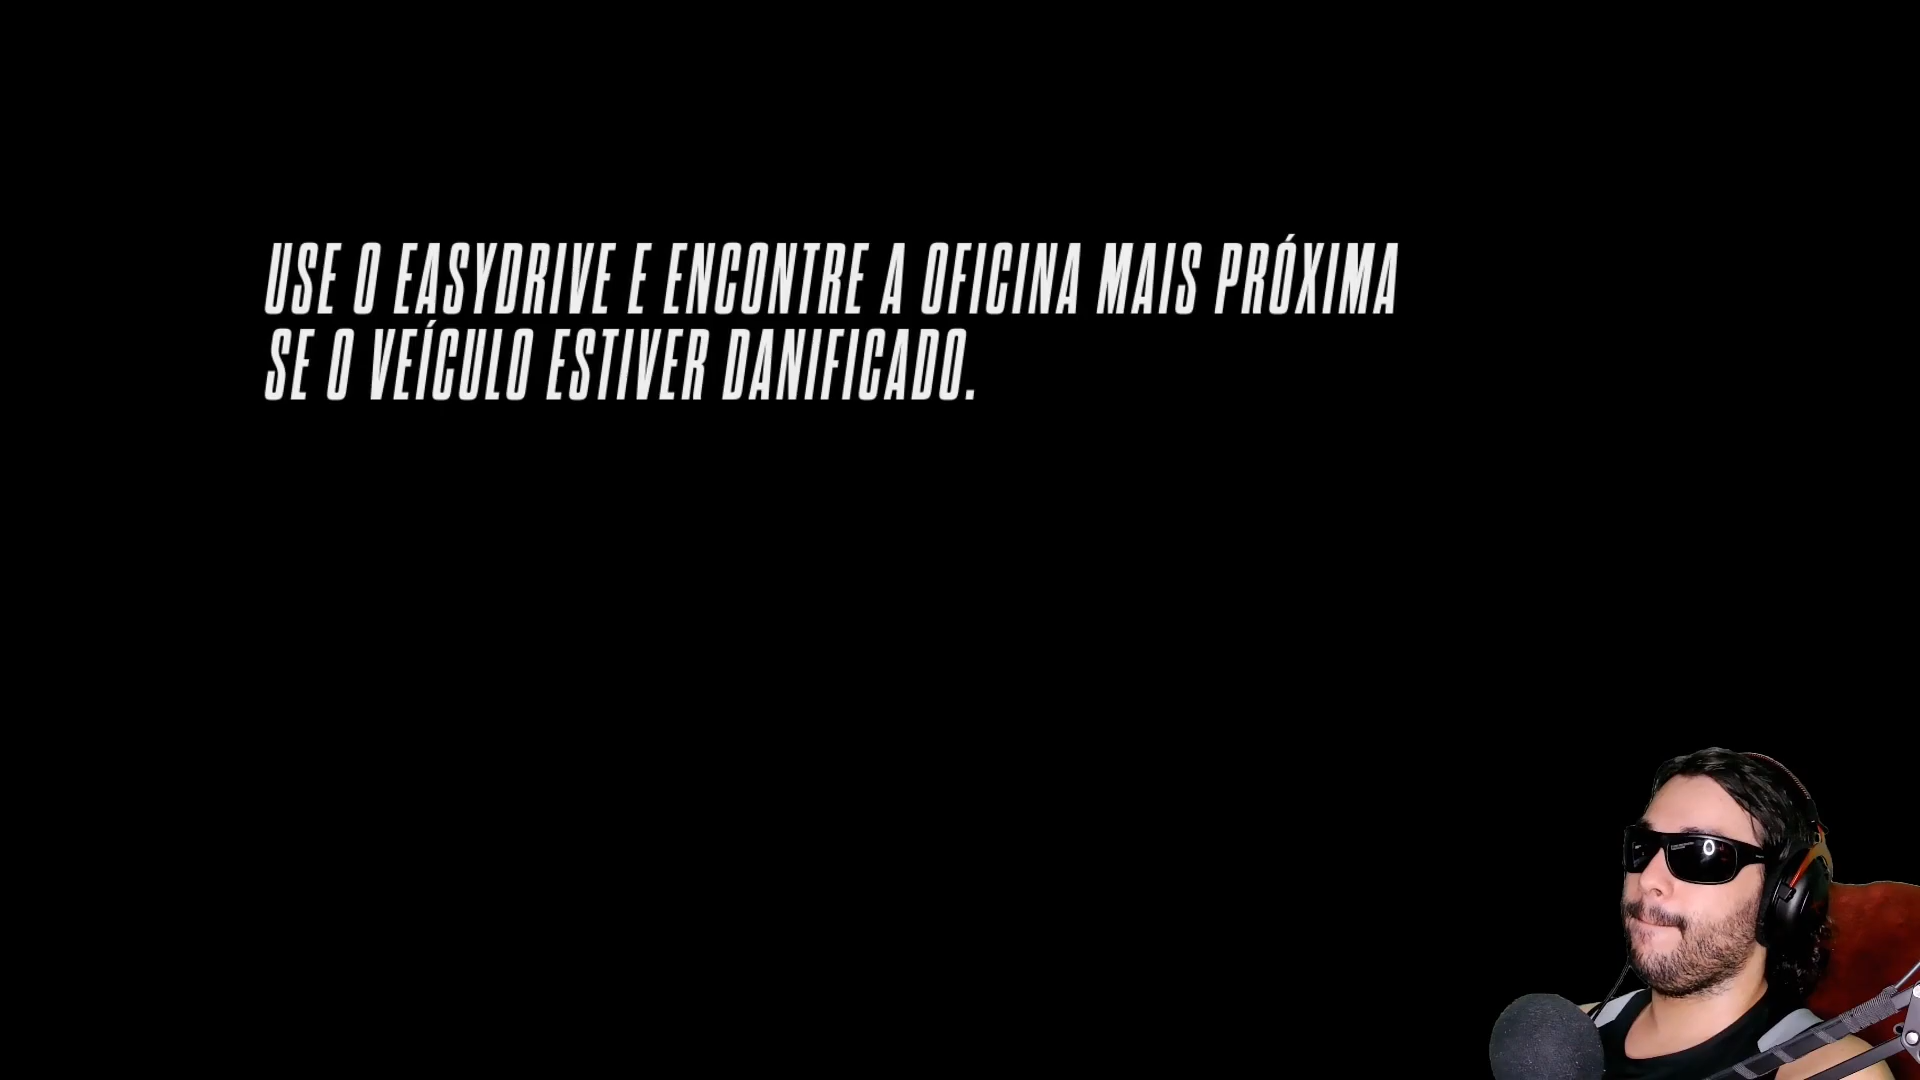 USE O EASYDRIVE E ENCONTRE A OFICINA MAIS PRÓXIMA
SE O VEÍCULO ESTIVER DANIFICADO.